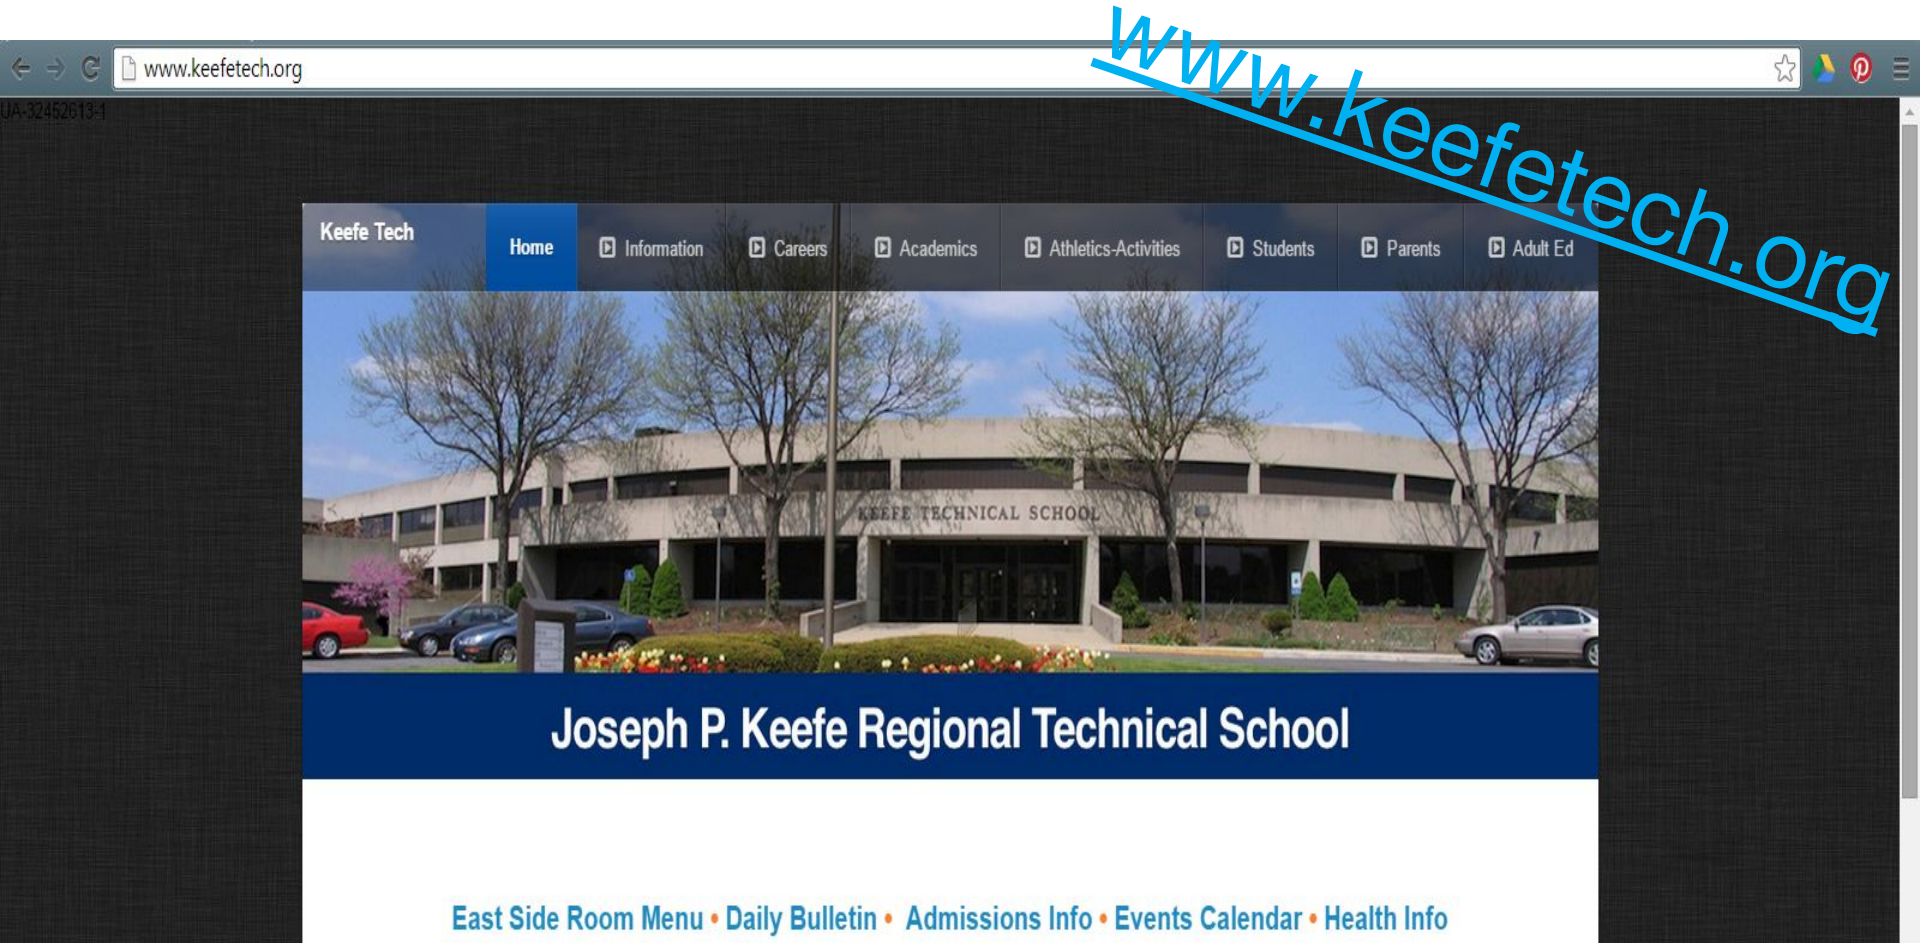 www.keefetech.org
www.keefetech.org
UA-32452613-1
Keefe Tech
Home Information Careers Academics Athletics-Activities Students Parents Adult Ed
KEEFE TECHNICAL SCHOOL
Joseph P. Keefe Regional Technical School
East Side Room Menu • Daily Bulletin • Admissions Info • Events Calendar • Health Info